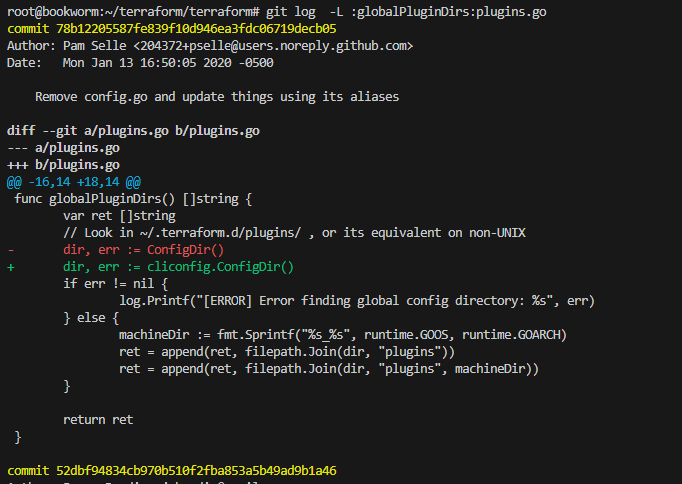 root@bookworm:~/terraform/terraform# git log  -L :globalPluginDirs:plugins.go
commit 78b12205587fe839f10d946ea3fdc06719decb05
Author: Pam Selle <204372+pselle@users.noreply.github.com>
Date:   Mon Jan 13 16:50:05 2020 -0500

    Remove config.go and update things using its aliases

diff --git a/plugins.go b/plugins.go
--- a/plugins.go
+++ b/plugins.go
@@ -16,14 +18,14 @@
 func globalPluginDirs() []string {
        var ret []string
        // Look in ~/.terraform.d/plugins/ , or its equivalent on non-UNIX
-       dir, err := ConfigDir()
+       dir, err := cliconfig.ConfigDir()
        if err != nil {
                log.Printf("[ERROR] Error finding global config directory: %s", err)
        } else {
                machineDir := fmt.Sprintf("%s_%s", runtime.GOOS, runtime.GOARCH)
                ret = append(ret, filepath.Join(dir, "plugins"))
                ret = append(ret, filepath.Join(dir, "plugins", machineDir))
        }

        return ret
 }

commit 52dbf94834cb970b510f2fba853a5b49ad9b1a46